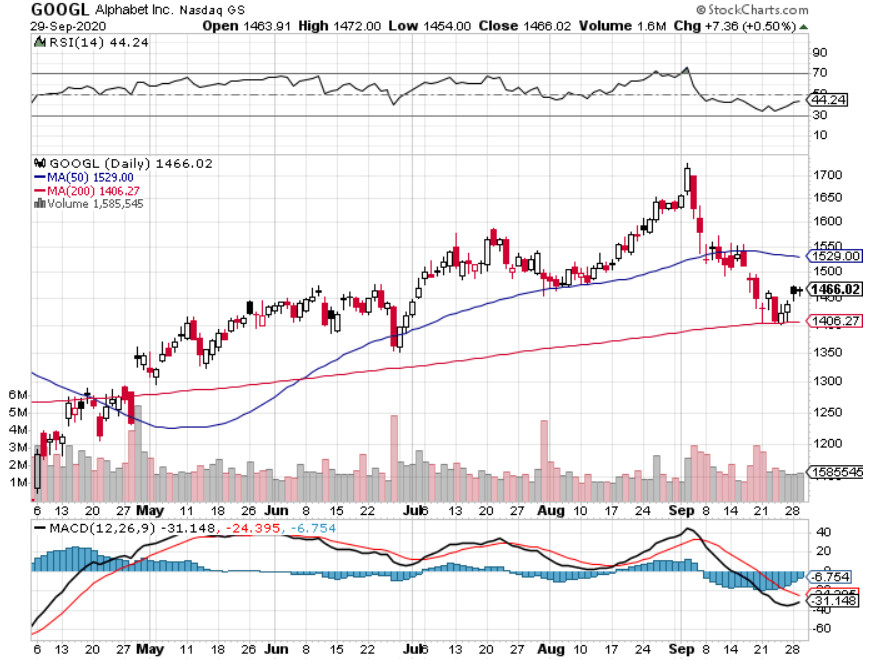 GOOGL Alphabet Inc. Nasdaq GS © StockCharts.com
29-Sep-2020 Open 1463.91 High 1472.00 Low 1454.00 Close 1466.02 Volume 1.6M Chg +7.36 (+0.50%)
RSI(14) 44.24
90
70
50
44.24
30
10
GOOGL (Daily) 1466.02
MA(50) 1529.00
MA(200) 1406.27
Volume 1,585,545
1700
1650
1600
1550
1529.00
1500
1466.02
1450
1406.27
1350
1300
1250
1200
1585545
6M
5M
4M
3M
2M
1M
6 13 20 27 May 11 18 26 Jun 8 15 22 Jul 6 13 20 27 Aug 10 17 24 Sep 8 14 21 28
MACD(12,26,9) -31.148, -24.395, -6.754
40
20
0
-6.754
-24.395
-31.148
-40
-60
6 13 20 27 May 11 18 26 Jun 8 15 22 Jul 6 13 20 27 Aug 10 17 24 Sep 8 14 21 28